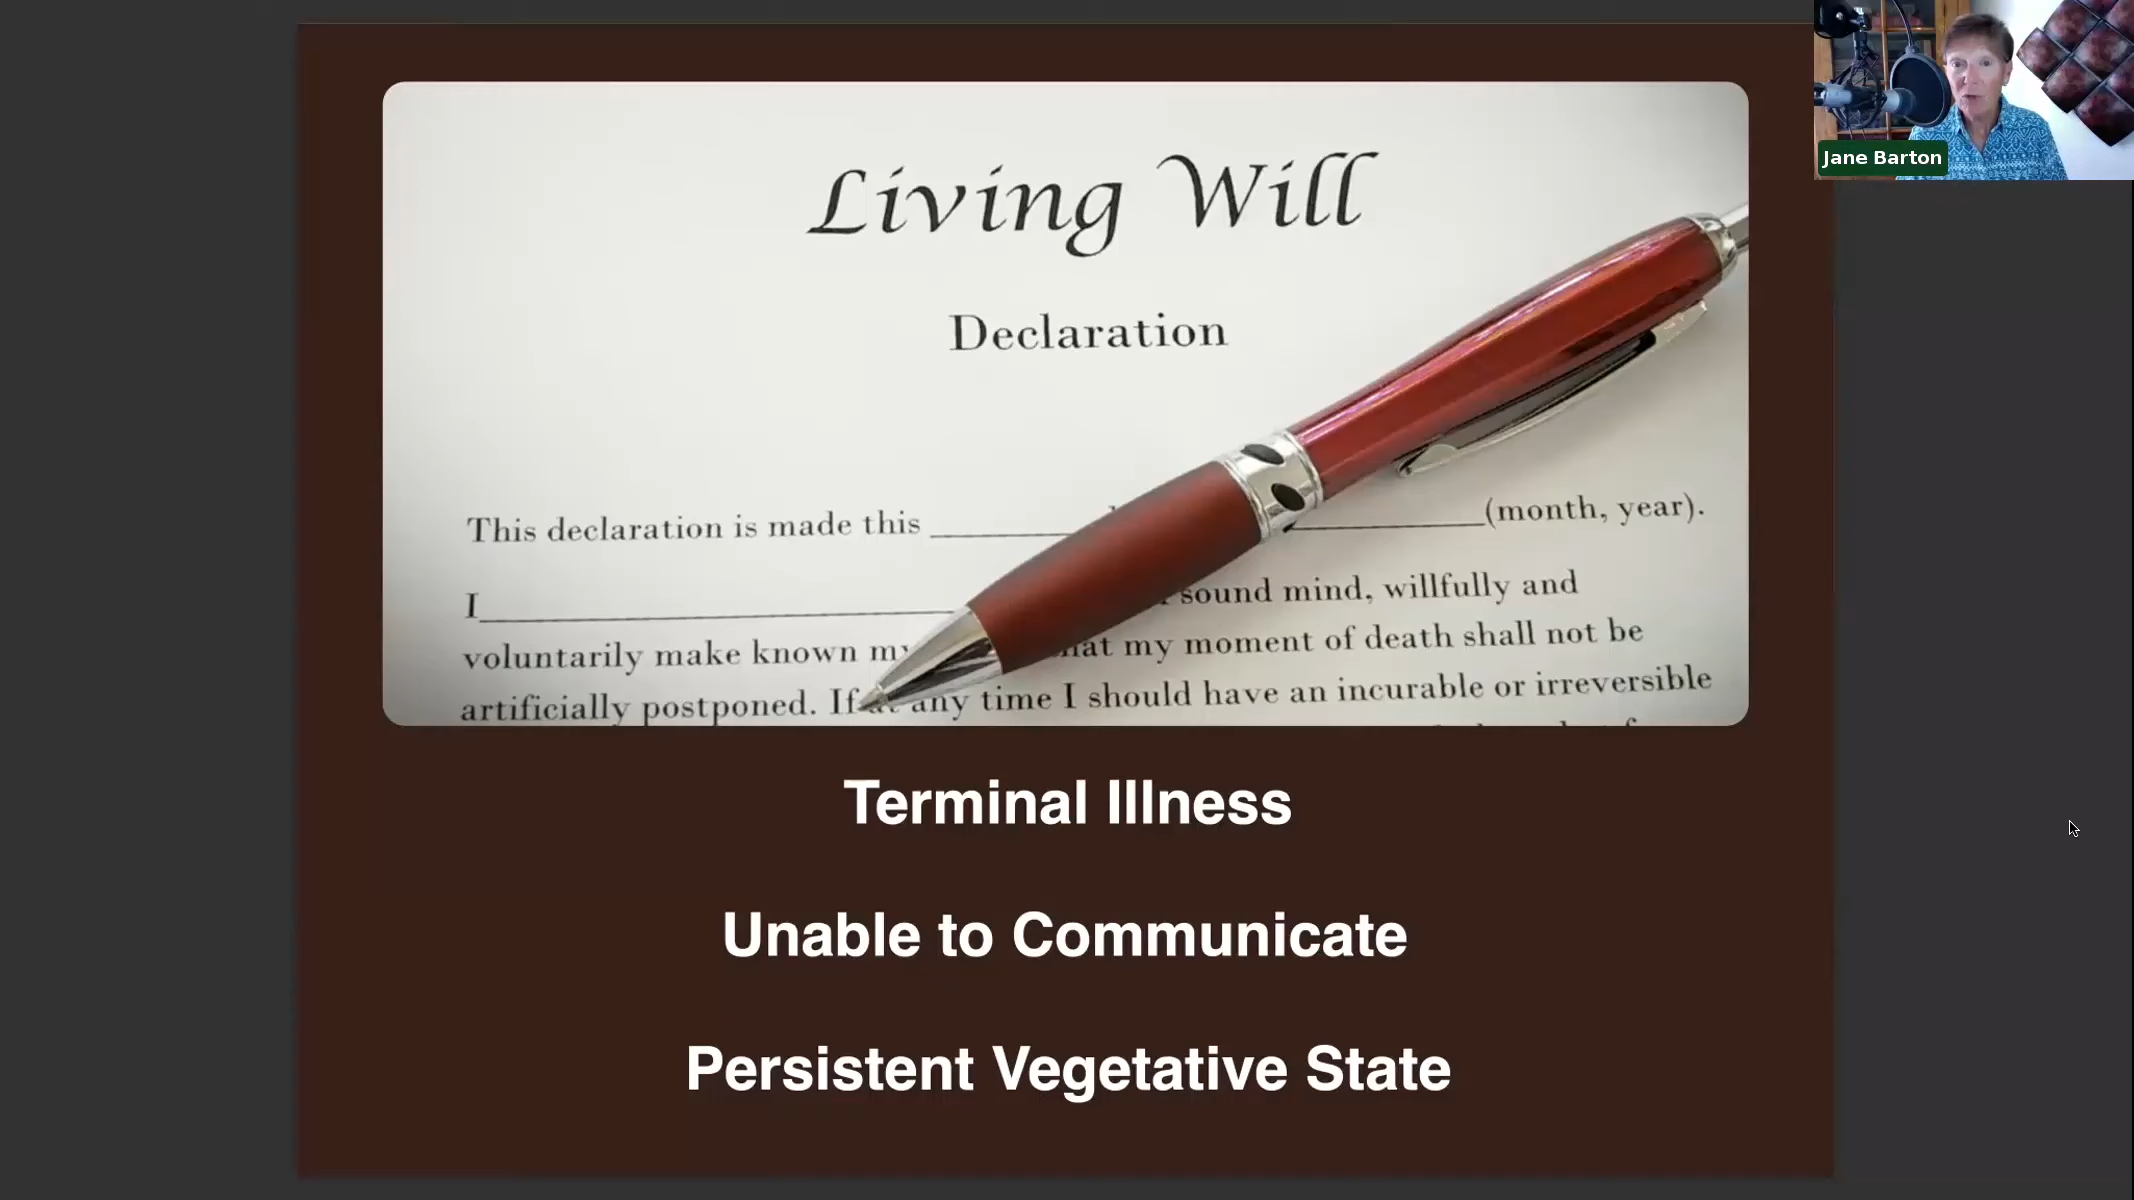 Living Will
Declaration
This declaration is made this (month, year).
I sound mind, willfully and
voluntarily make known my my moment of death shall not be
artificially postponed. If at any time I should have an incurable or irreversible
Terminal Illness
Unable to Communicate
Persistent Vegetative State
Jane Barton